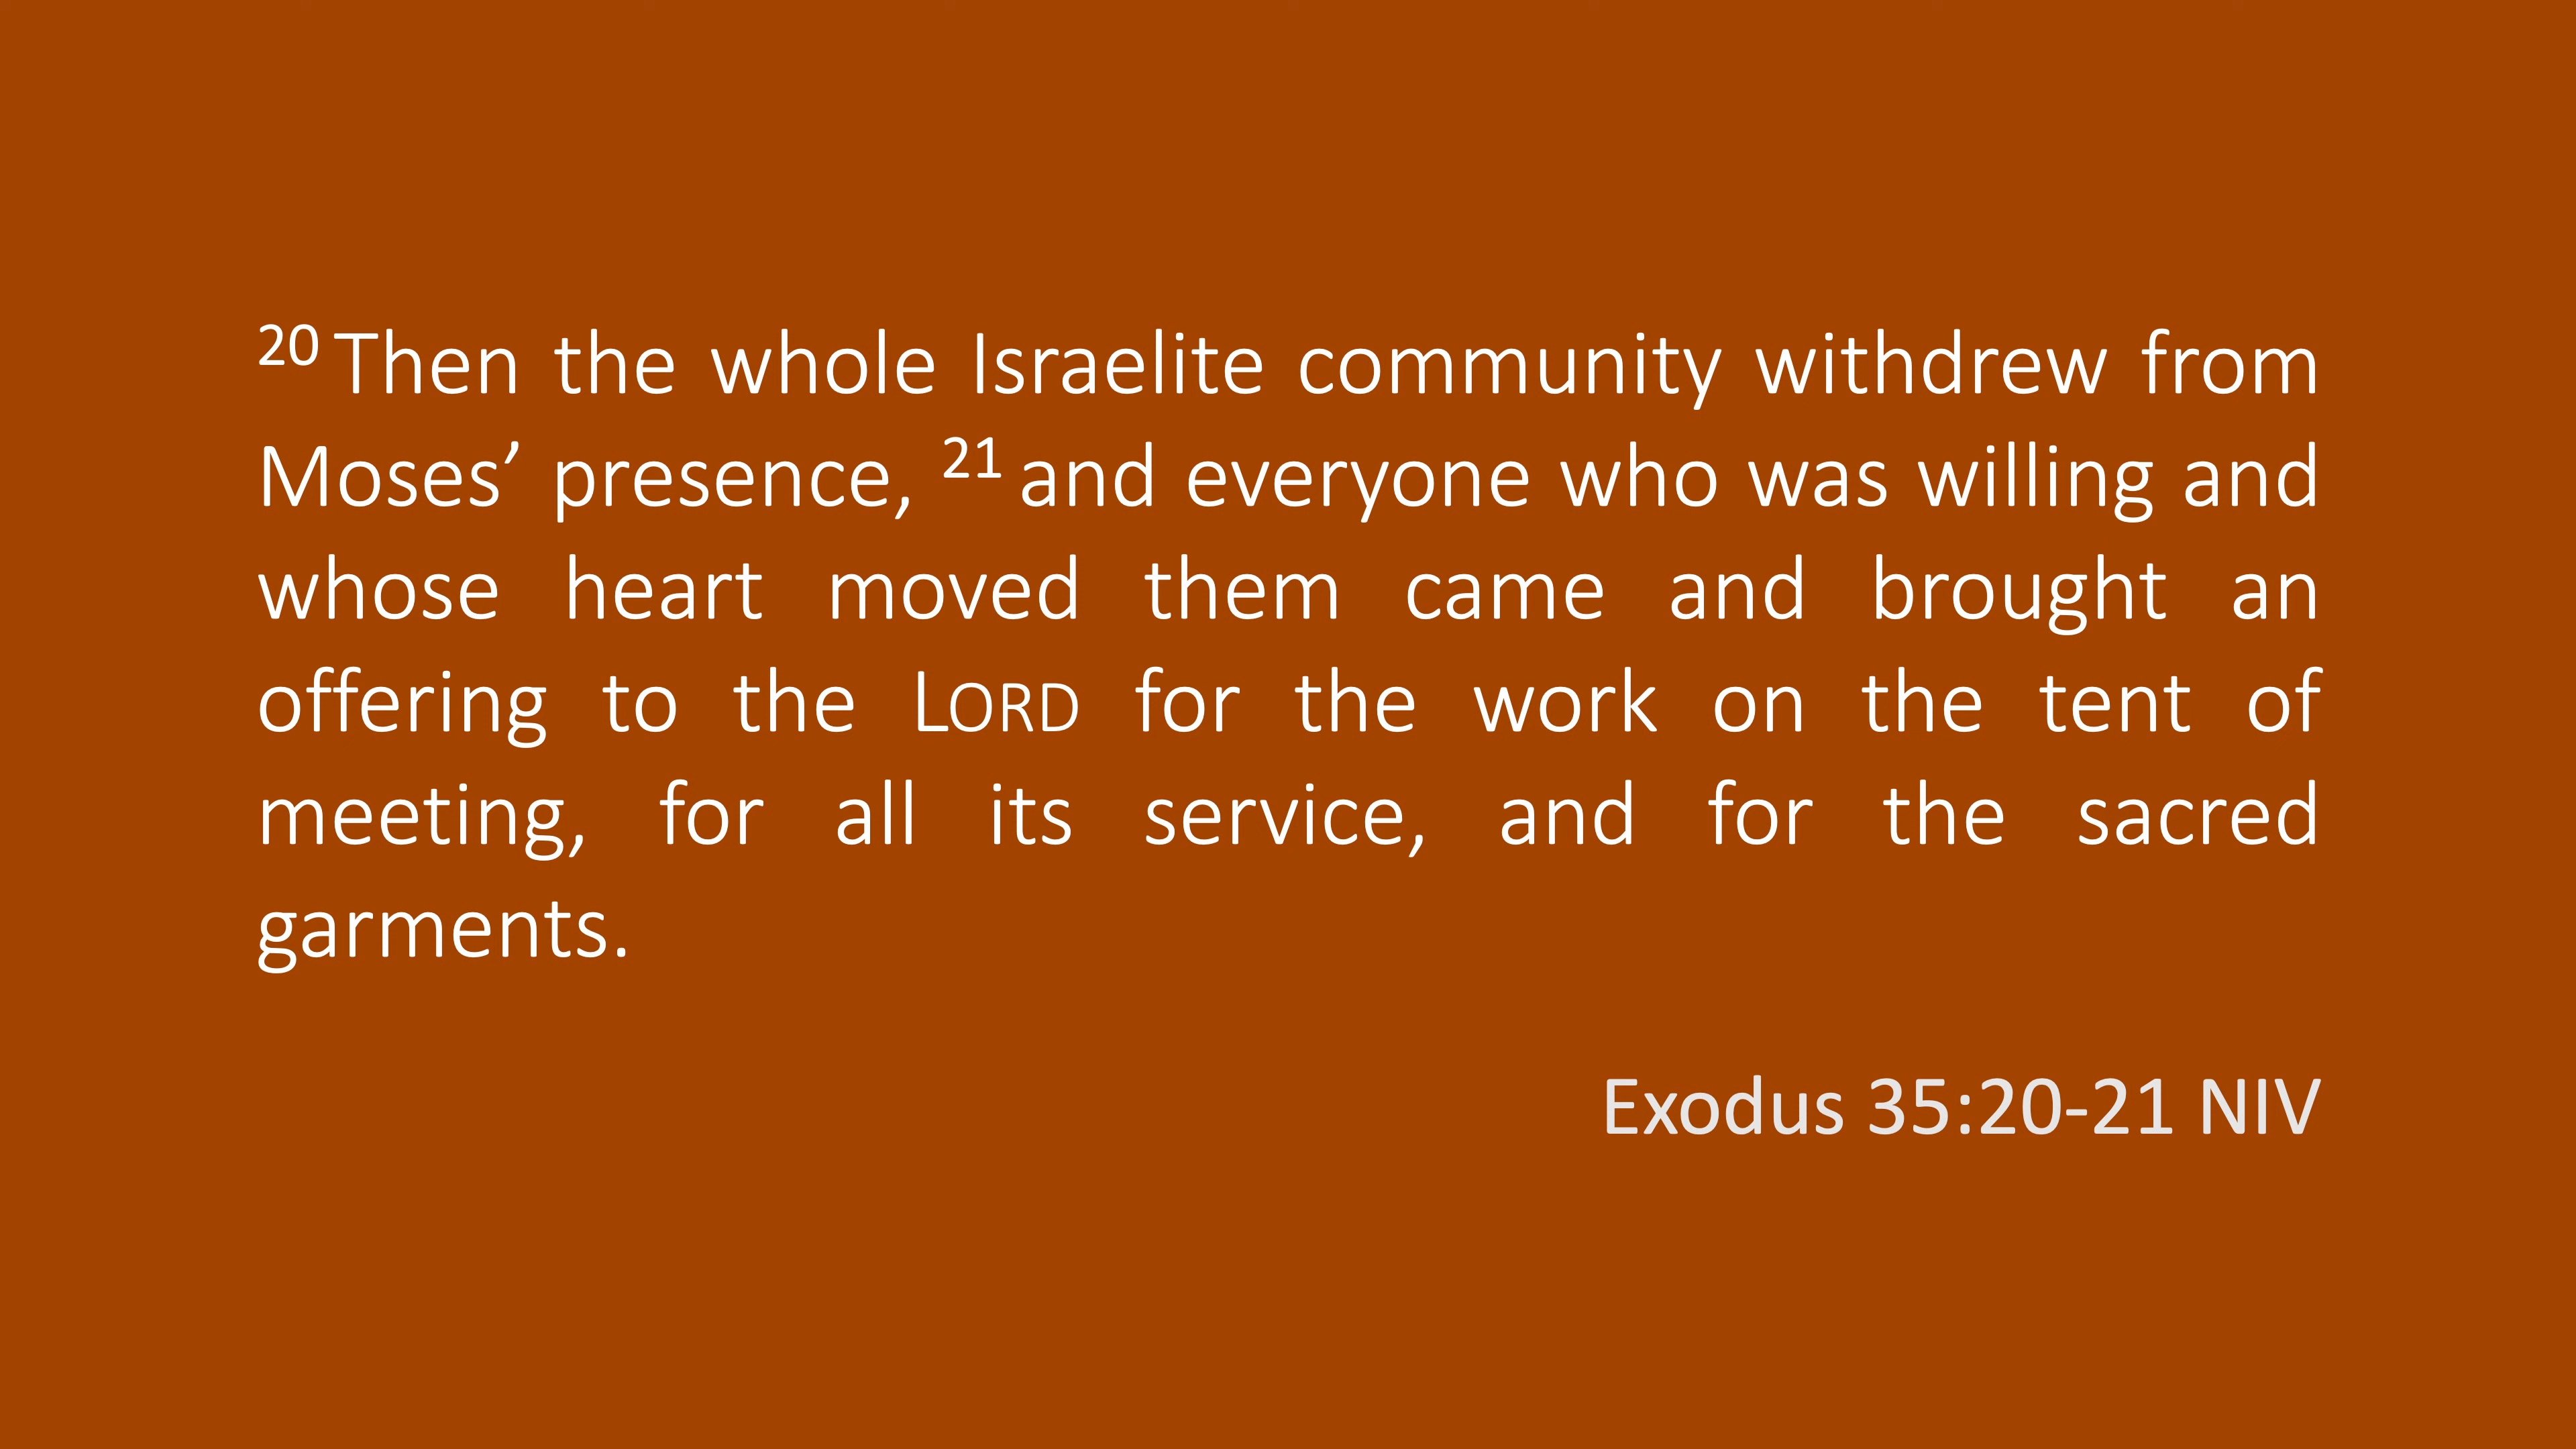 20 Then the whole Israelite community withdrew from
Moses’ presence, 21 and everyone who was willing and
whose heart moved them came and brought an
offering to the LORD for the work on the tent of
meeting, for all its service, and for the sacred
garments.
Exodus 35:20-21 NIV